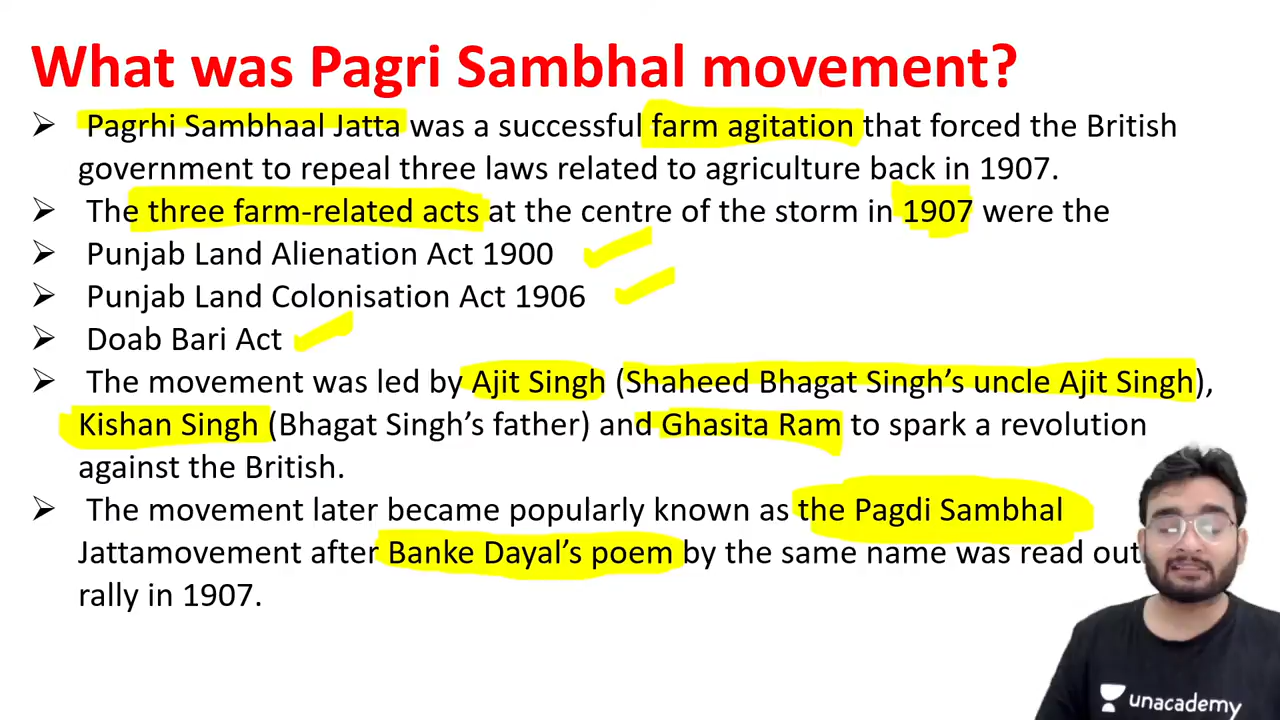 What was Pagri Sambhal movement?
➢ Pagrhi Sambhaal Jatta was a successful farm agitation that forced the British
government to repeal three laws related to agriculture back in 1907.
➢ The three farm-related acts at the centre of the storm in 1907 were the
➢ Punjab Land Alienation Act 1900
➢ Punjab Land Colonisation Act 1906
➢ Doab Bari Act
➢ The movement was led by Ajit Singh (Shaheed Bhagat Singh’s uncle Ajit Singh),
Kishan Singh (Bhagat Singh’s father) and Ghasita Ram to spark a revolution
against the British.
➢ The movement later became popularly known as the Pagdi Sambhal
Jattamovement after Banke Dayal’s poem by the same name was read out
rally in 1907.
unacademy